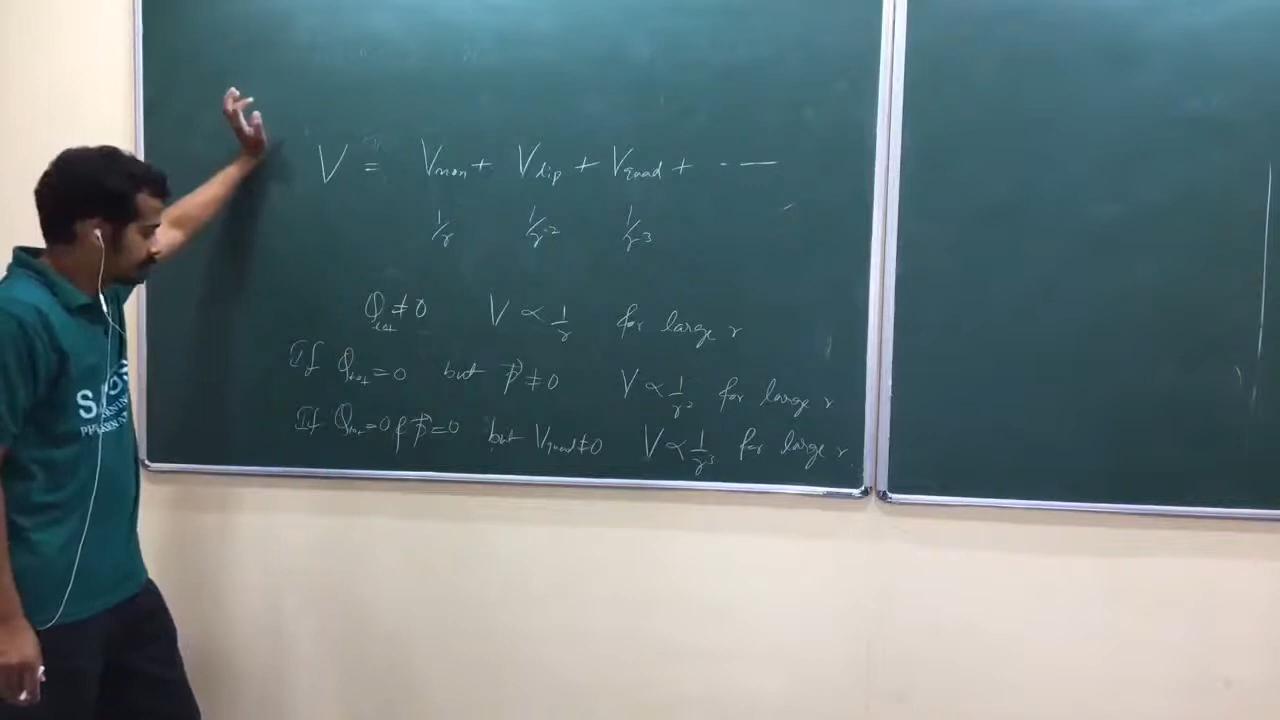 V = V_mon + V_dip + V_quad + · — —
1/r 1/r² 1/r³
Q_tot ≠ 0 V ∝ 1/r for large r
If Q_tot = 0 but p⃗ ≠ 0 V ∝ 1/r² for large r
If Q_tot = 0 & p⃗ = 0 but V_quad ≠ 0 V ∝ 1/r³ for large r